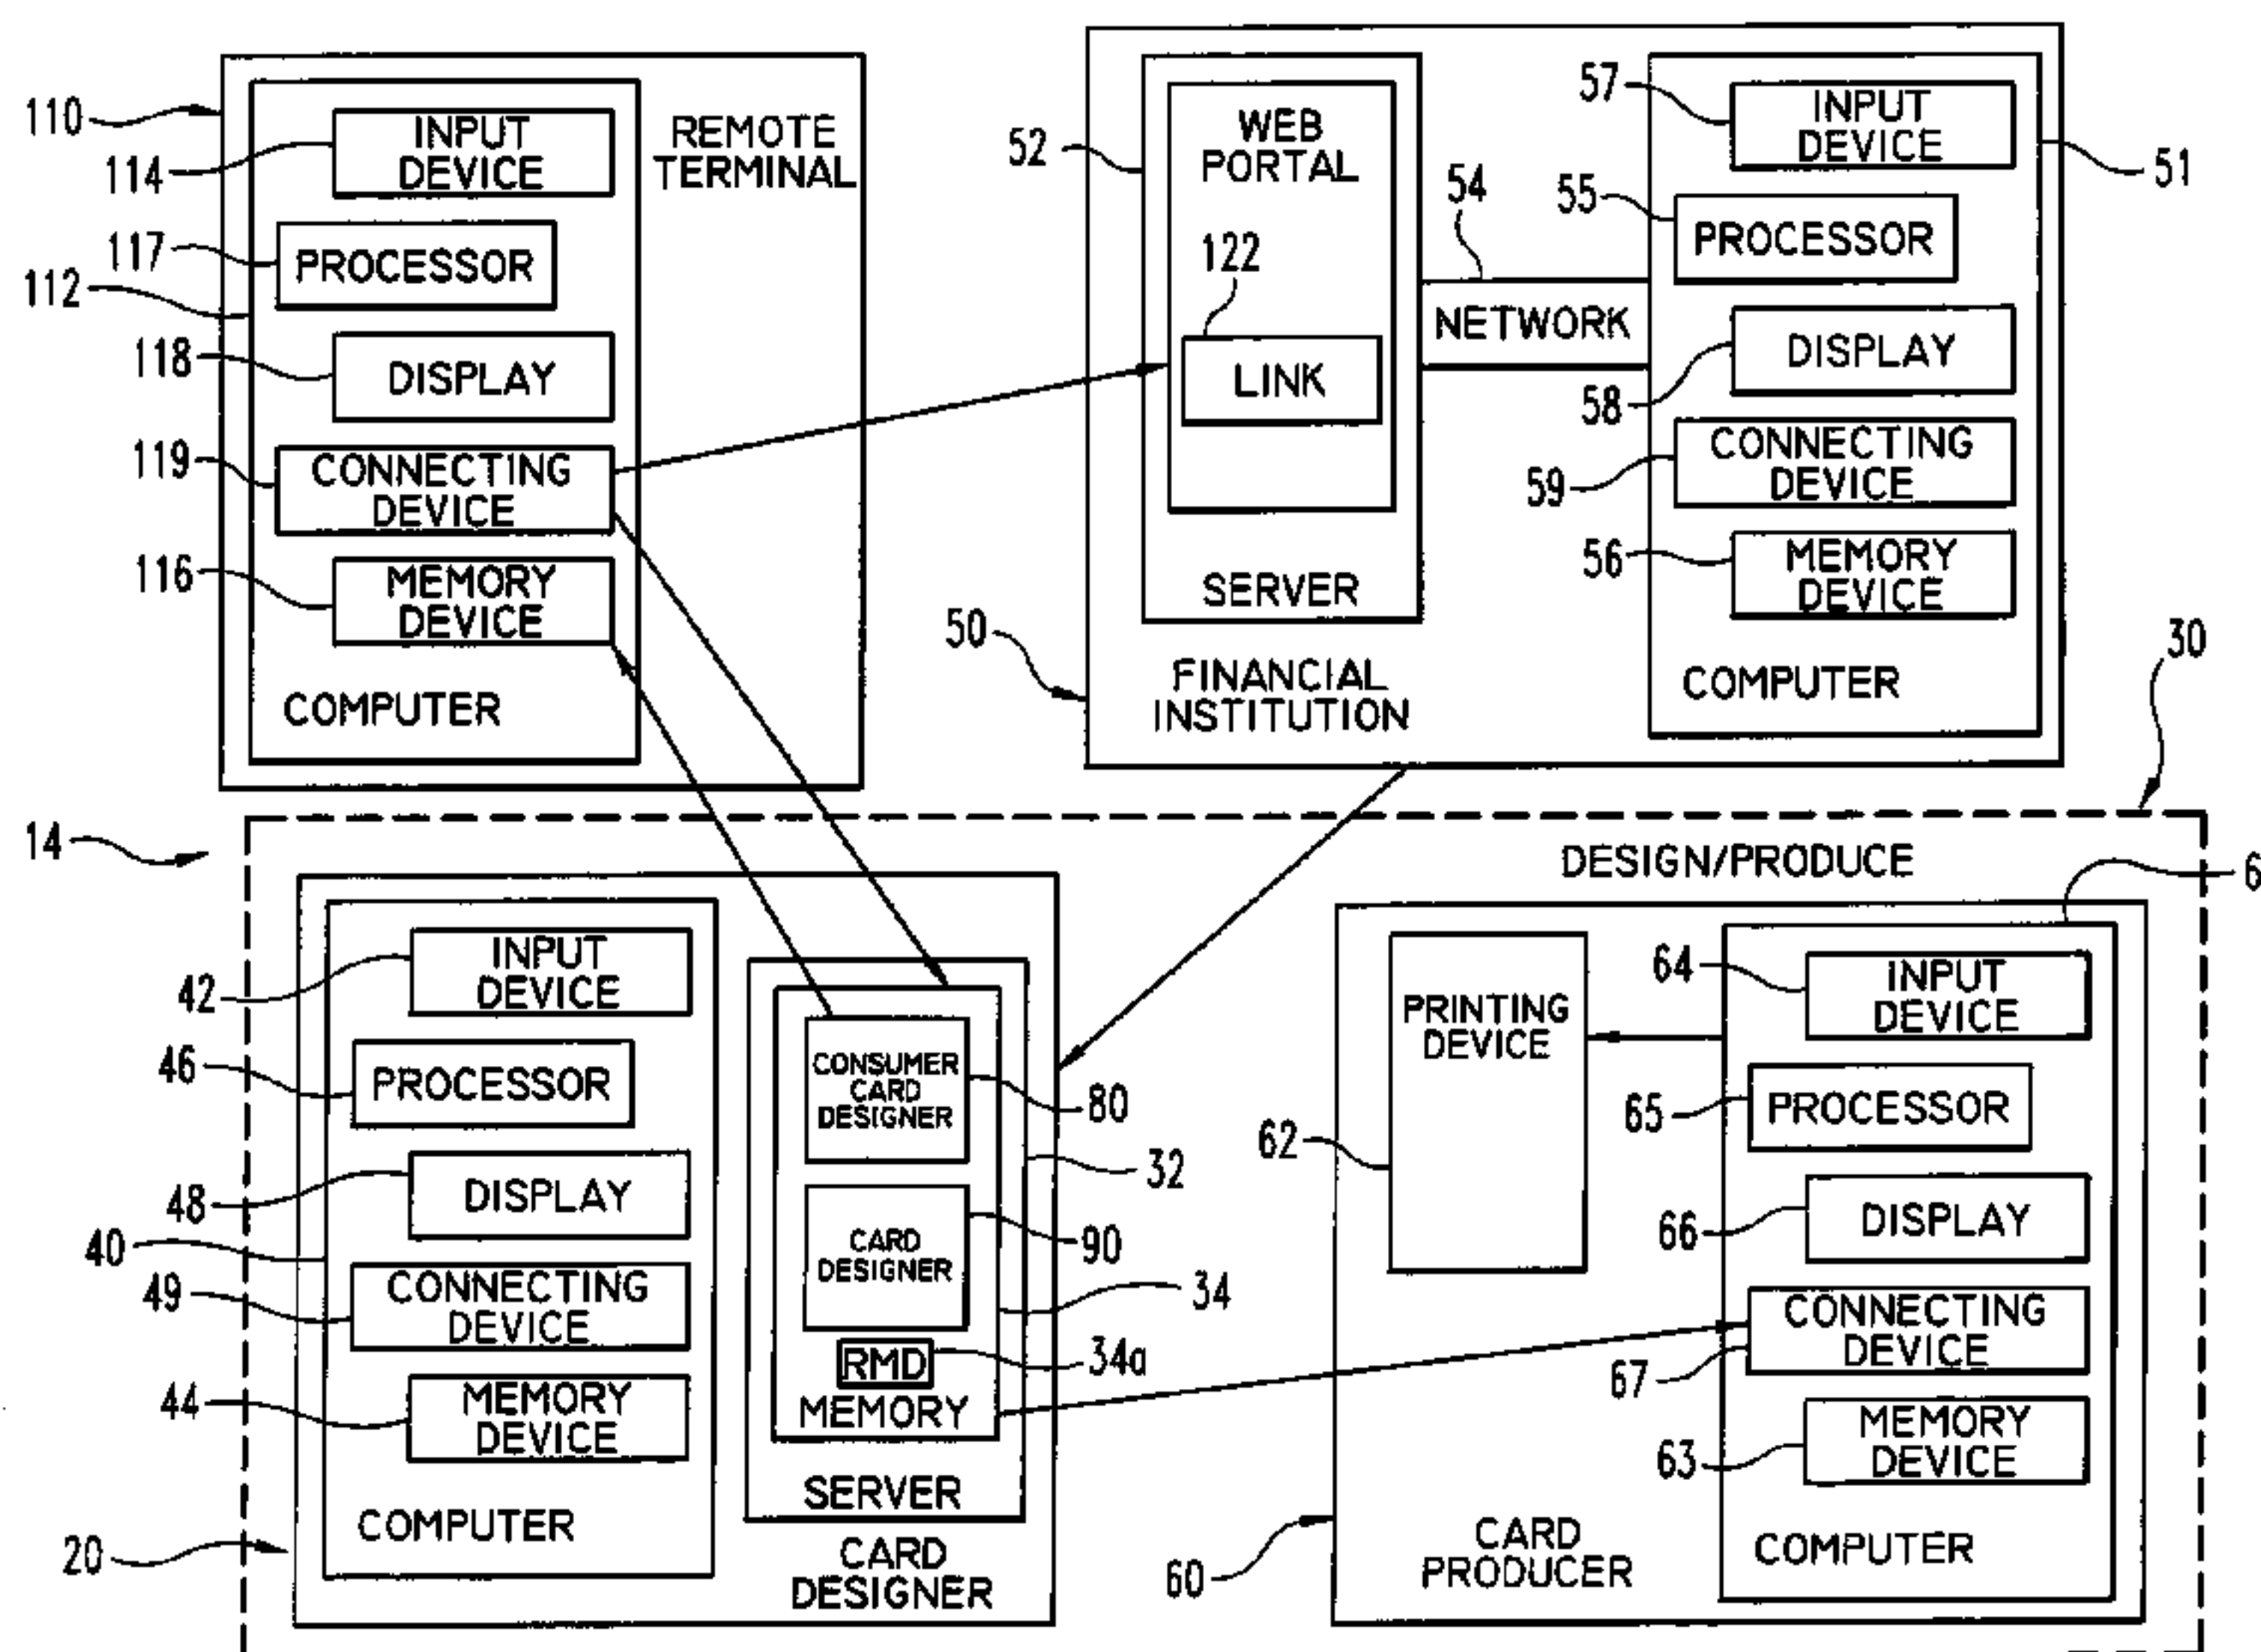 110
114
117
112
118
119
116
INPUT
DEVICE
PROCESSOR
DISPLAY
CONNECTING
DEVICE
MEMORY
DEVICE
COMPUTER
REMOTE
TERMINAL
52
WEB
PORTAL
122
LINK
SERVER
54
NETWORK
50
FINANCIAL
INSTITUTION
57
55
58
59
56
51
INPUT
DEVICE
PROCESSOR
DISPLAY
CONNECTING
DEVICE
MEMORY
DEVICE
COMPUTER
30
14
DESIGN/PRODUCE
42
46
48
40
49
44
20
INPUT
DEVICE
PROCESSOR
DISPLAY
CONNECTING
DEVICE
MEMORY
DEVICE
COMPUTER
CONSUMER
CARD
DESIGNER
80
32
CARD
DESIGNER
90
34
RMD
34a
MEMORY
SERVER
CARD
DESIGNER
62
PRINTING
DEVICE
6
64
65
66
67
63
INPUT
DEVICE
PROCESSOR
DISPLAY
CONNECTING
DEVICE
MEMORY
DEVICE
COMPUTER
60
CARD
PRODUCER